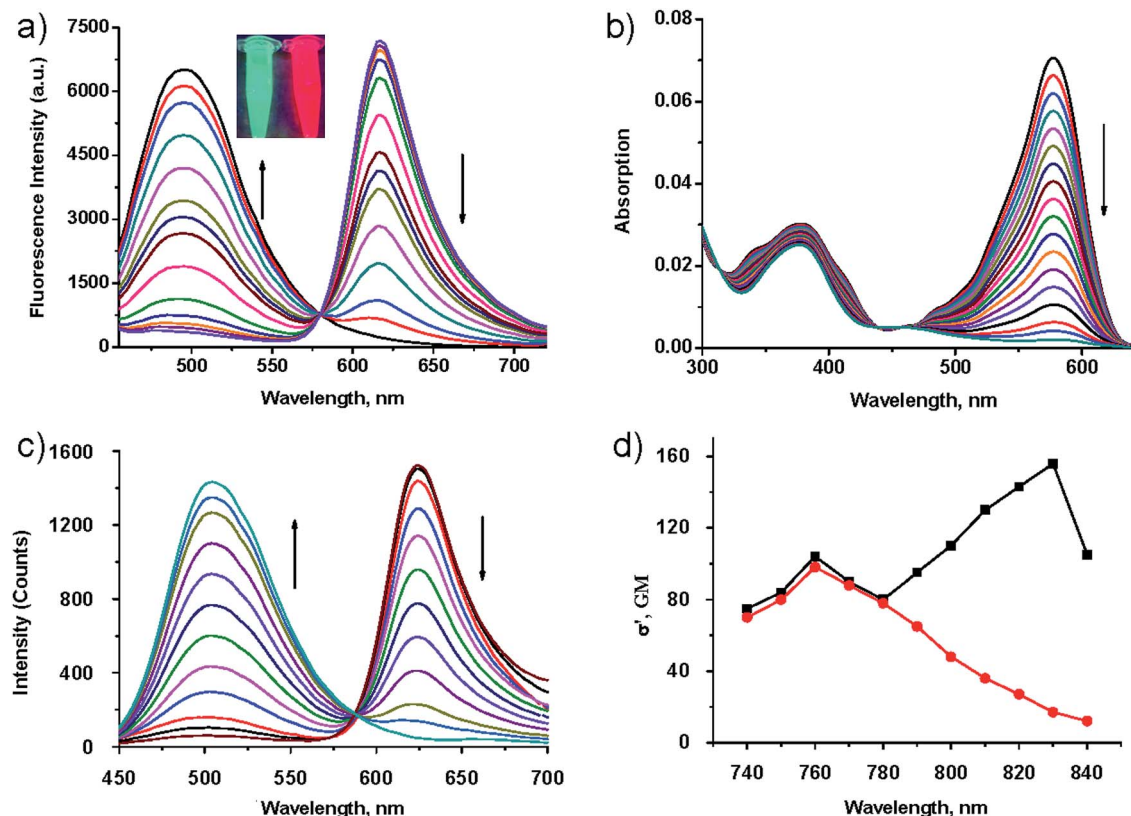 a)
7500
6000
4500
3000
1500
0
Fluorescence Intensity (a.u.)
500 550 600 650 700
Wavelength, nm
b)
0.08
0.06
0.04
0.02
0.00
Absorption
300 400 500 600
Wavelength, nm
c)
1600
1200
800
400
0
Intensity (Counts)
450 500 550 600 650 700
Wavelength, nm
d)
160
120
80
40
0
σ', GM
740 760 780 800 820 840
Wavelength, nm